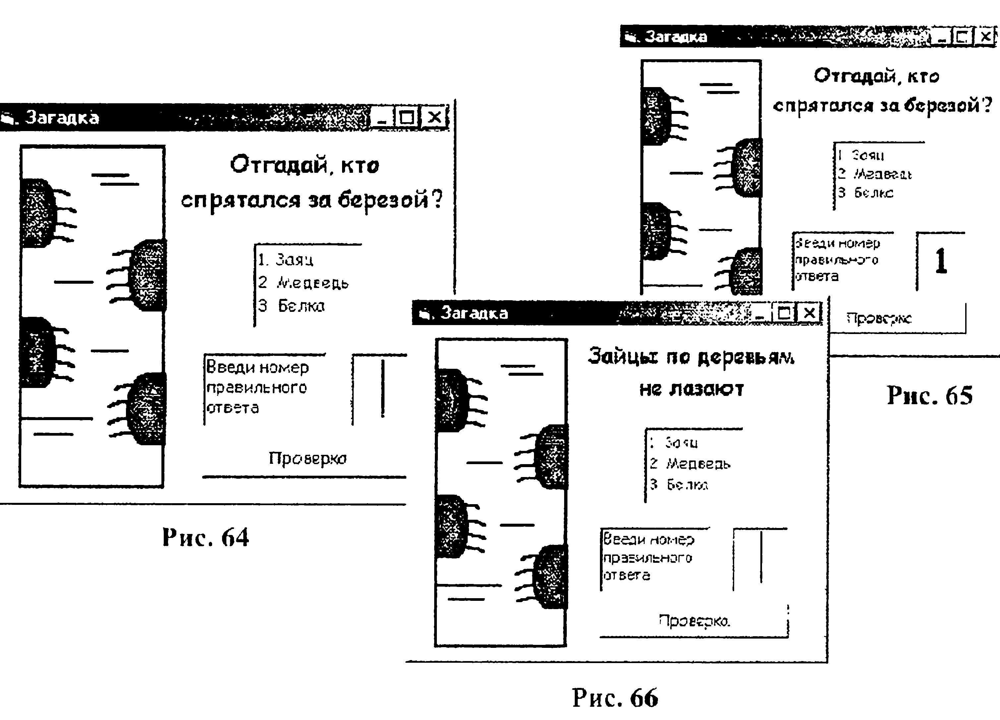 Загадка
Отгадай, кто
спрятался за березой?
1. Заяц
2 Медведь
3 Белка
Введи номер
правильного
ответа
Проверка
Рис. 64
Загадка
Отгадай, кто
спрятался за березой?
1 Заяц
2 Медведь
3 Белка
Введи номер
правильного
ответа
1
Проверка
Рис. 65
Загадка
Зайцы по деревьям
не лазают
1 Заяц
2 Медведь
3 Белка
Введи номер
правильного
ответа
Проверка
Рис. 66